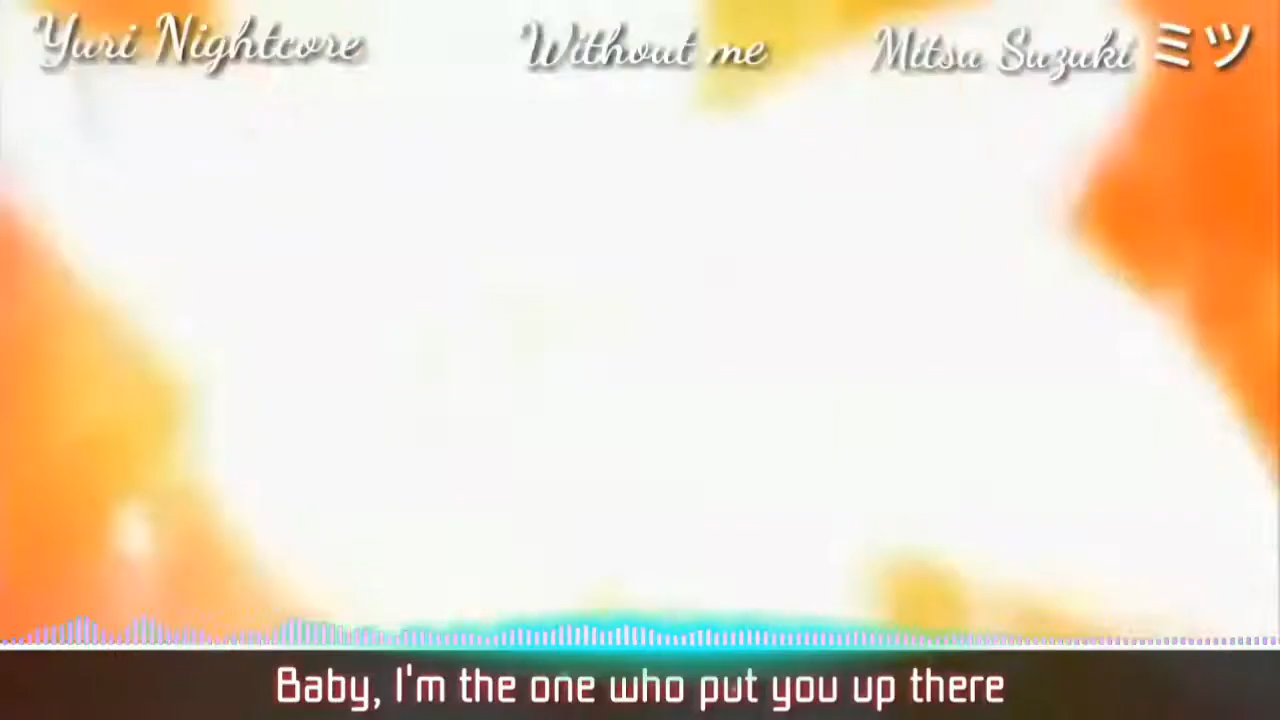 Yuri Nightcore
Without me
Mitsu Suzuki ミツ
Baby, I'm the one who put you up there